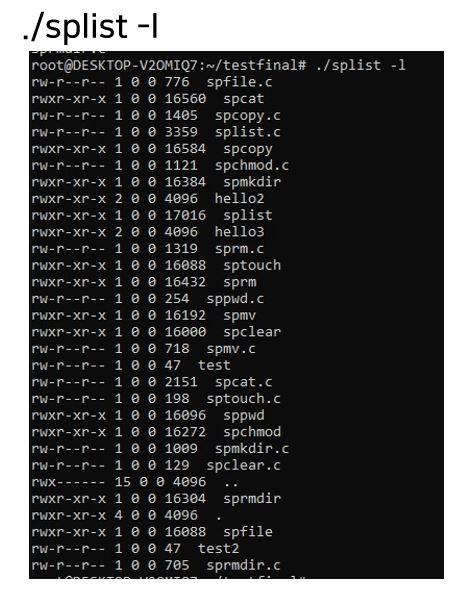 ./splist -l
sprmdir.c
root@DESKTOP-V2OMIQ7:~/testfinal# ./splist -l
rw-r--r-- 1 0 0 776  spfile.c
rwxr-xr-x 1 0 0 16560  spcat
rw-r--r-- 1 0 0 1405  spcopy.c
rw-r--r-- 1 0 0 3359  splist.c
rwxr-xr-x 1 0 0 16584  spcopy
rw-r--r-- 1 0 0 1121  spchmod.c
rwxr-xr-x 1 0 0 16384  spmkdir
rwxr-xr-x 2 0 0 4096  hello2
rwxr-xr-x 1 0 0 17016  splist
rwxr-xr-x 2 0 0 4096  hello3
rw-r--r-- 1 0 0 1319  sprm.c
rwxr-xr-x 1 0 0 16088  sptouch
rwxr-xr-x 1 0 0 16432  sprm
rw-r--r-- 1 0 0 254  sppwd.c
rwxr-xr-x 1 0 0 16192  spmv
rwxr-xr-x 1 0 0 16000  spclear
rw-r--r-- 1 0 0 718  spmv.c
rw-r--r-- 1 0 0 47  test
rw-r--r-- 1 0 0 2151  spcat.c
rw-r--r-- 1 0 0 198  sptouch.c
rwxr-xr-x 1 0 0 16096  sppwd
rwxr-xr-x 1 0 0 16272  spchmod
rw-r--r-- 1 0 0 1009  spmkdir.c
rw-r--r-- 1 0 0 129  spclear.c
rwx------ 15 0 0 4096  ..
rwxr-xr-x 1 0 0 16304  sprmdir
rwxr-xr-x 4 0 0 4096  .
rwxr-xr-x 1 0 0 16088  spfile
rw-r--r-- 1 0 0 47  test2
rw-r--r-- 1 0 0 705  sprmdir.c
root@DESKTOP-V2OMIQ7:~/testfinal#